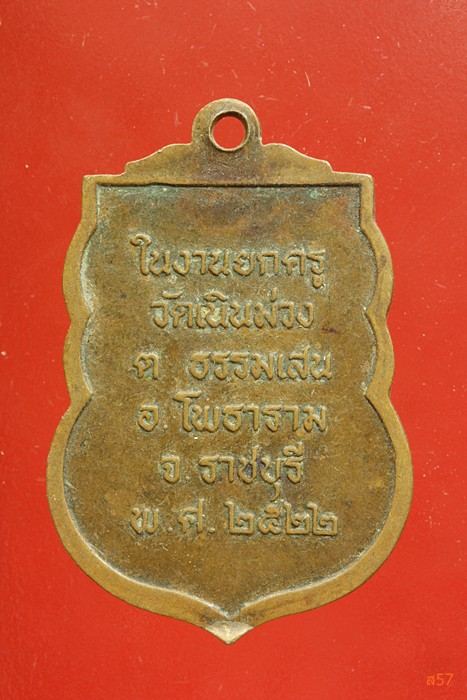 ในงานยกครู
วัดเนินม่วง
ต ธรรมเสน
อ. โพธาราม
จ. ราชบุรี
พ.ศ. ๒๕๒๒
ส57